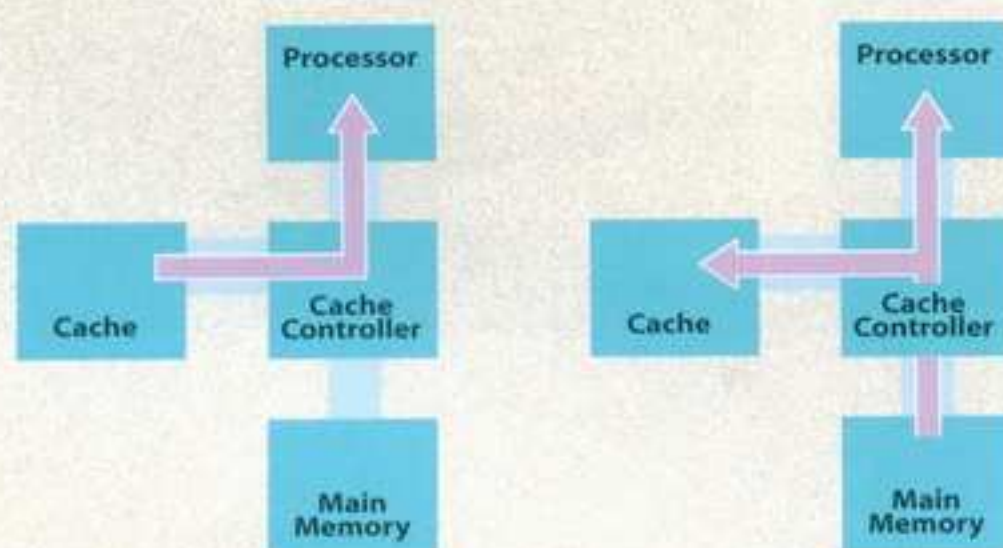 Processor
Cache
Cache
Controller
Main
Memory
Processor
Cache
Cache
Controller
Main
Memory